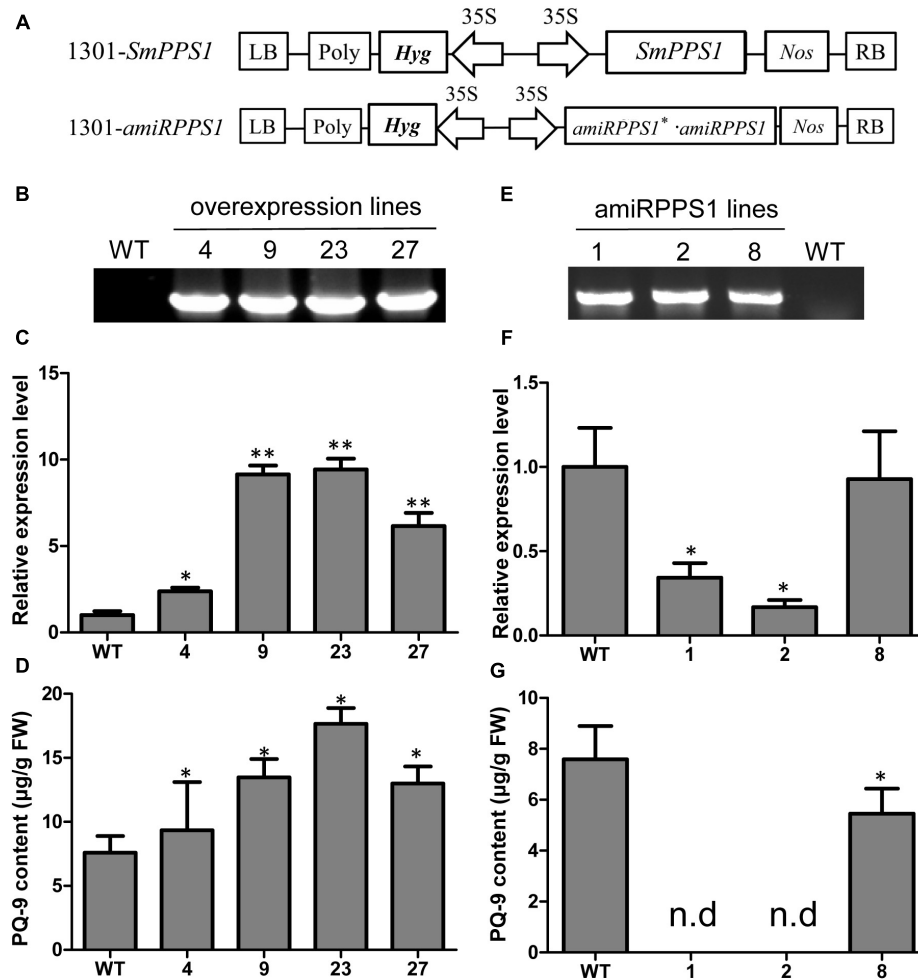 A
35S 35S
1301-SmPPS1 LB Poly Hyg SmPPS1 Nos RB
35S 35S
1301-amiRPPS1 LB Poly Hyg amiRPPS1* ·amiRPPS1 Nos RB
B
overexpression lines
WT 4 9 23 27
E
amiRPPS1 lines
1 2 8 WT
C
Relative expression level
15
10
5
0
* ** ** **
WT 4 9 23 27
F
Relative expression level
1.5
1.0
0.5
0.0
* *
WT 1 2 8
D
PQ-9 content (µg/g FW)
20
15
10
5
0
* * * *
WT 4 9 23 27
G
PQ-9 content (µg/g FW)
10
8
6
4
2
0
n.d n.d *
WT 1 2 8